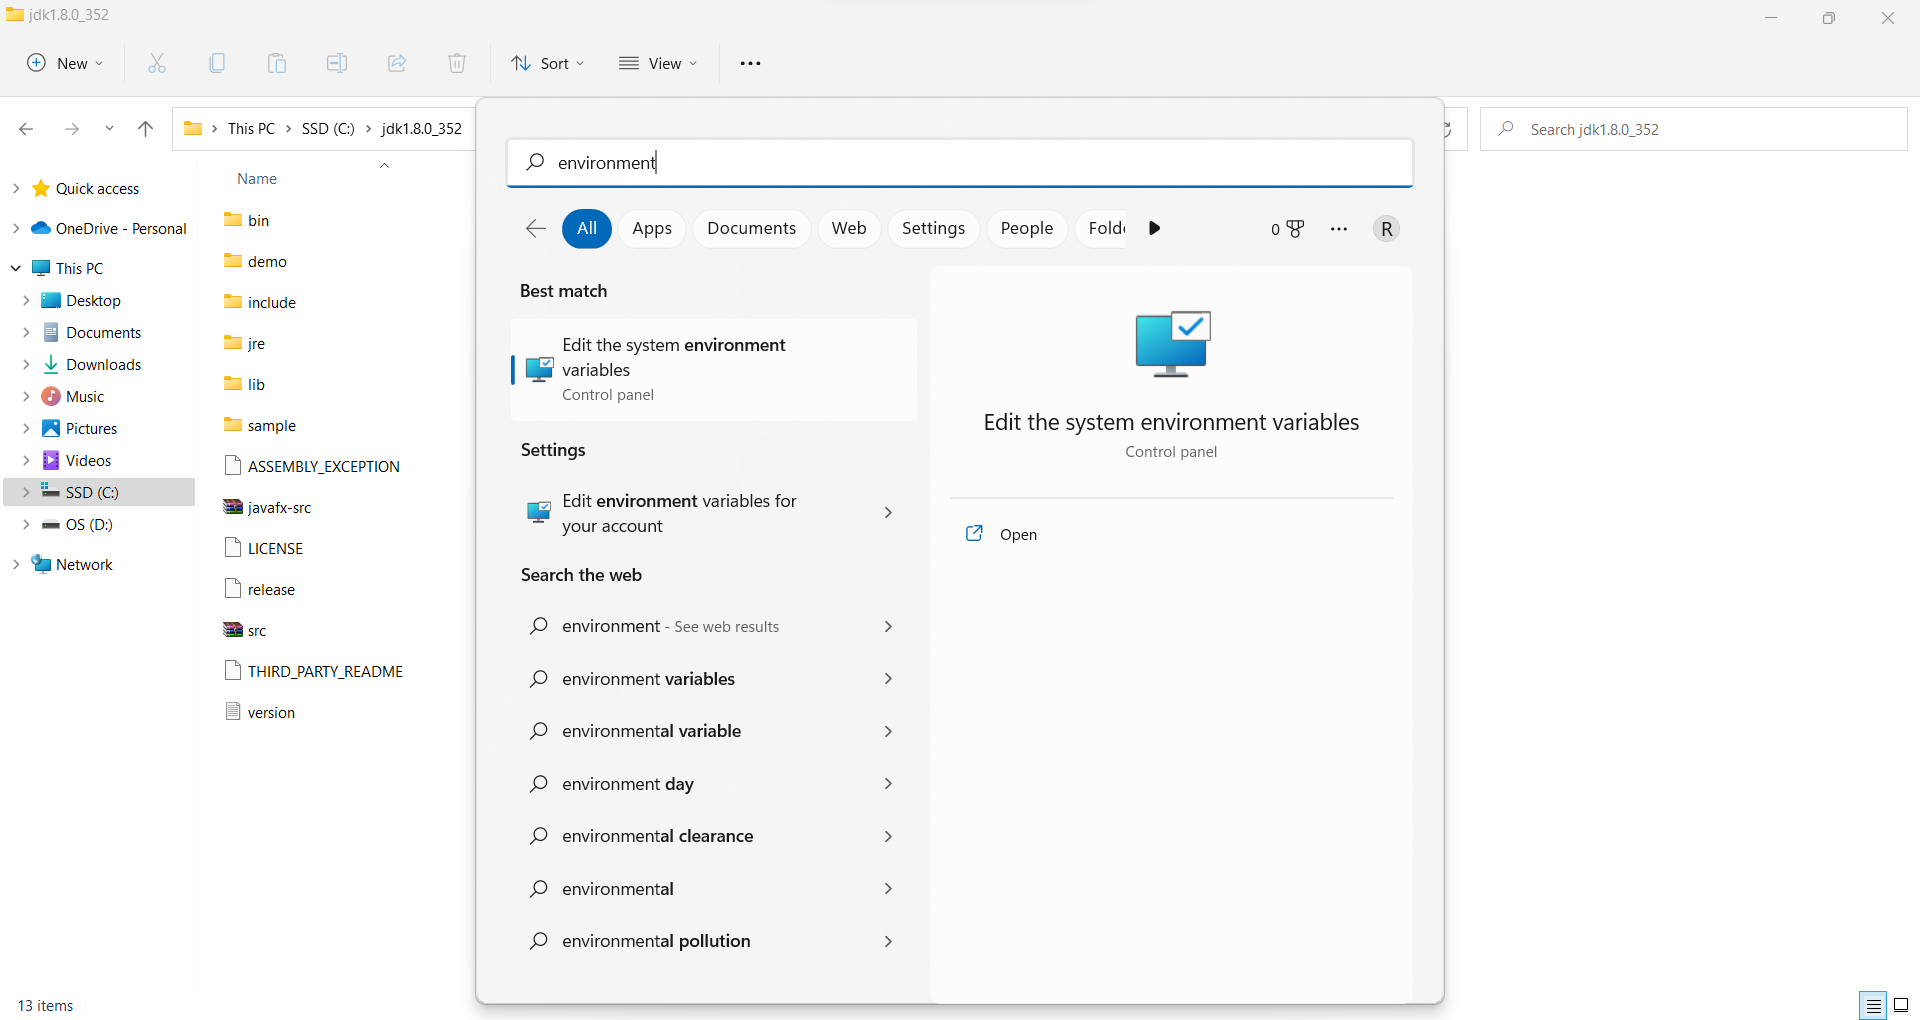 jdk1.8.0_352
New
Sort
View
This PC
SSD (C:)
jdk1.8.0_352
Search jdk1.8.0_352
Quick access
OneDrive - Personal
This PC
Desktop
Documents
Downloads
Music
Pictures
Videos
SSD (C:)
OS (D:)
Network
Name
bin
demo
include
jre
lib
sample
ASSEMBLY_EXCEPTION
javafx-src
LICENSE
release
src
THIRD_PARTY_README
version
13 items
environment
All
Apps
Documents
Web
Settings
People
Folde
0
R
Best match
Edit the system environment
variables
Control panel
Settings
Edit environment variables for
your account
Search the web
environment - See web results
environment variables
environmental variable
environment day
environmental clearance
environmental
environmental pollution
Edit the system environment variables
Control panel
Open